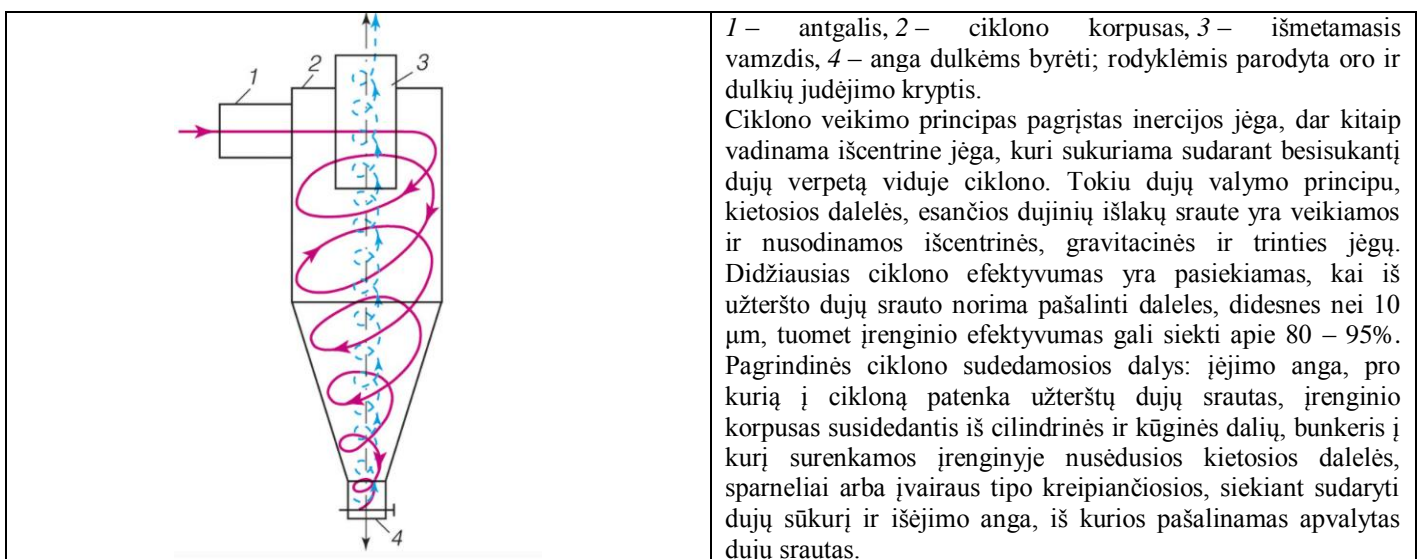 1
2
3
4
1 – antgalis, 2 – ciklono korpusas, 3 – išmetamasis
vamzdis, 4 – anga dulkėms byrėti; rodyklėmis parodyta oro ir
dulkių judėjimo kryptis.
Ciklono veikimo principas pagrįstas inercijos jėga, dar kitaip
vadinama išcentrine jėga, kuri sukuriama sudarant besisukantį
dujų verpetą viduje ciklono. Tokiu dujų valymo principu,
kietosios dalelės, esančios dujinių išlakų sraute yra veikiamos
ir nusodinamos išcentrinės, gravitacinės ir trinties jėgų.
Didžiausias ciklono efektyvumas yra pasiekiamas, kai iš
užteršto dujų srauto norima pašalinti daleles, didesnes nei 10
μm, tuomet įrenginio efektyvumas gali siekti apie 80 – 95%.
Pagrindinės ciklono sudedamosios dalys: įėjimo anga, pro
kurią į cikloną patenka užterštų dujų srautas, įrenginio
korpusas susidedantis iš cilindrinės ir kūginės dalių, bunkeris į
kurį surenkamos įrenginyje nusėdusios kietosios dalelės,
sparneliai arba įvairaus tipo kreipiančiosios, siekiant sudaryti
dujų sūkurį ir išėjimo anga, iš kurios pašalinamas apvalytas
dujų srautas.